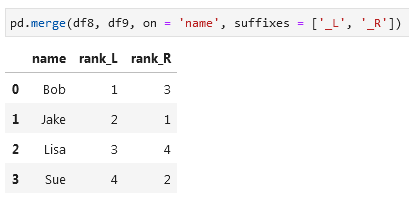 pd.merge(df8, df9, on = 'name', suffixes = ['_L', '_R'])
name rank_L rank_R
0 Bob 1 3
1 Jake 2 1
2 Lisa 3 4
3 Sue 4 2